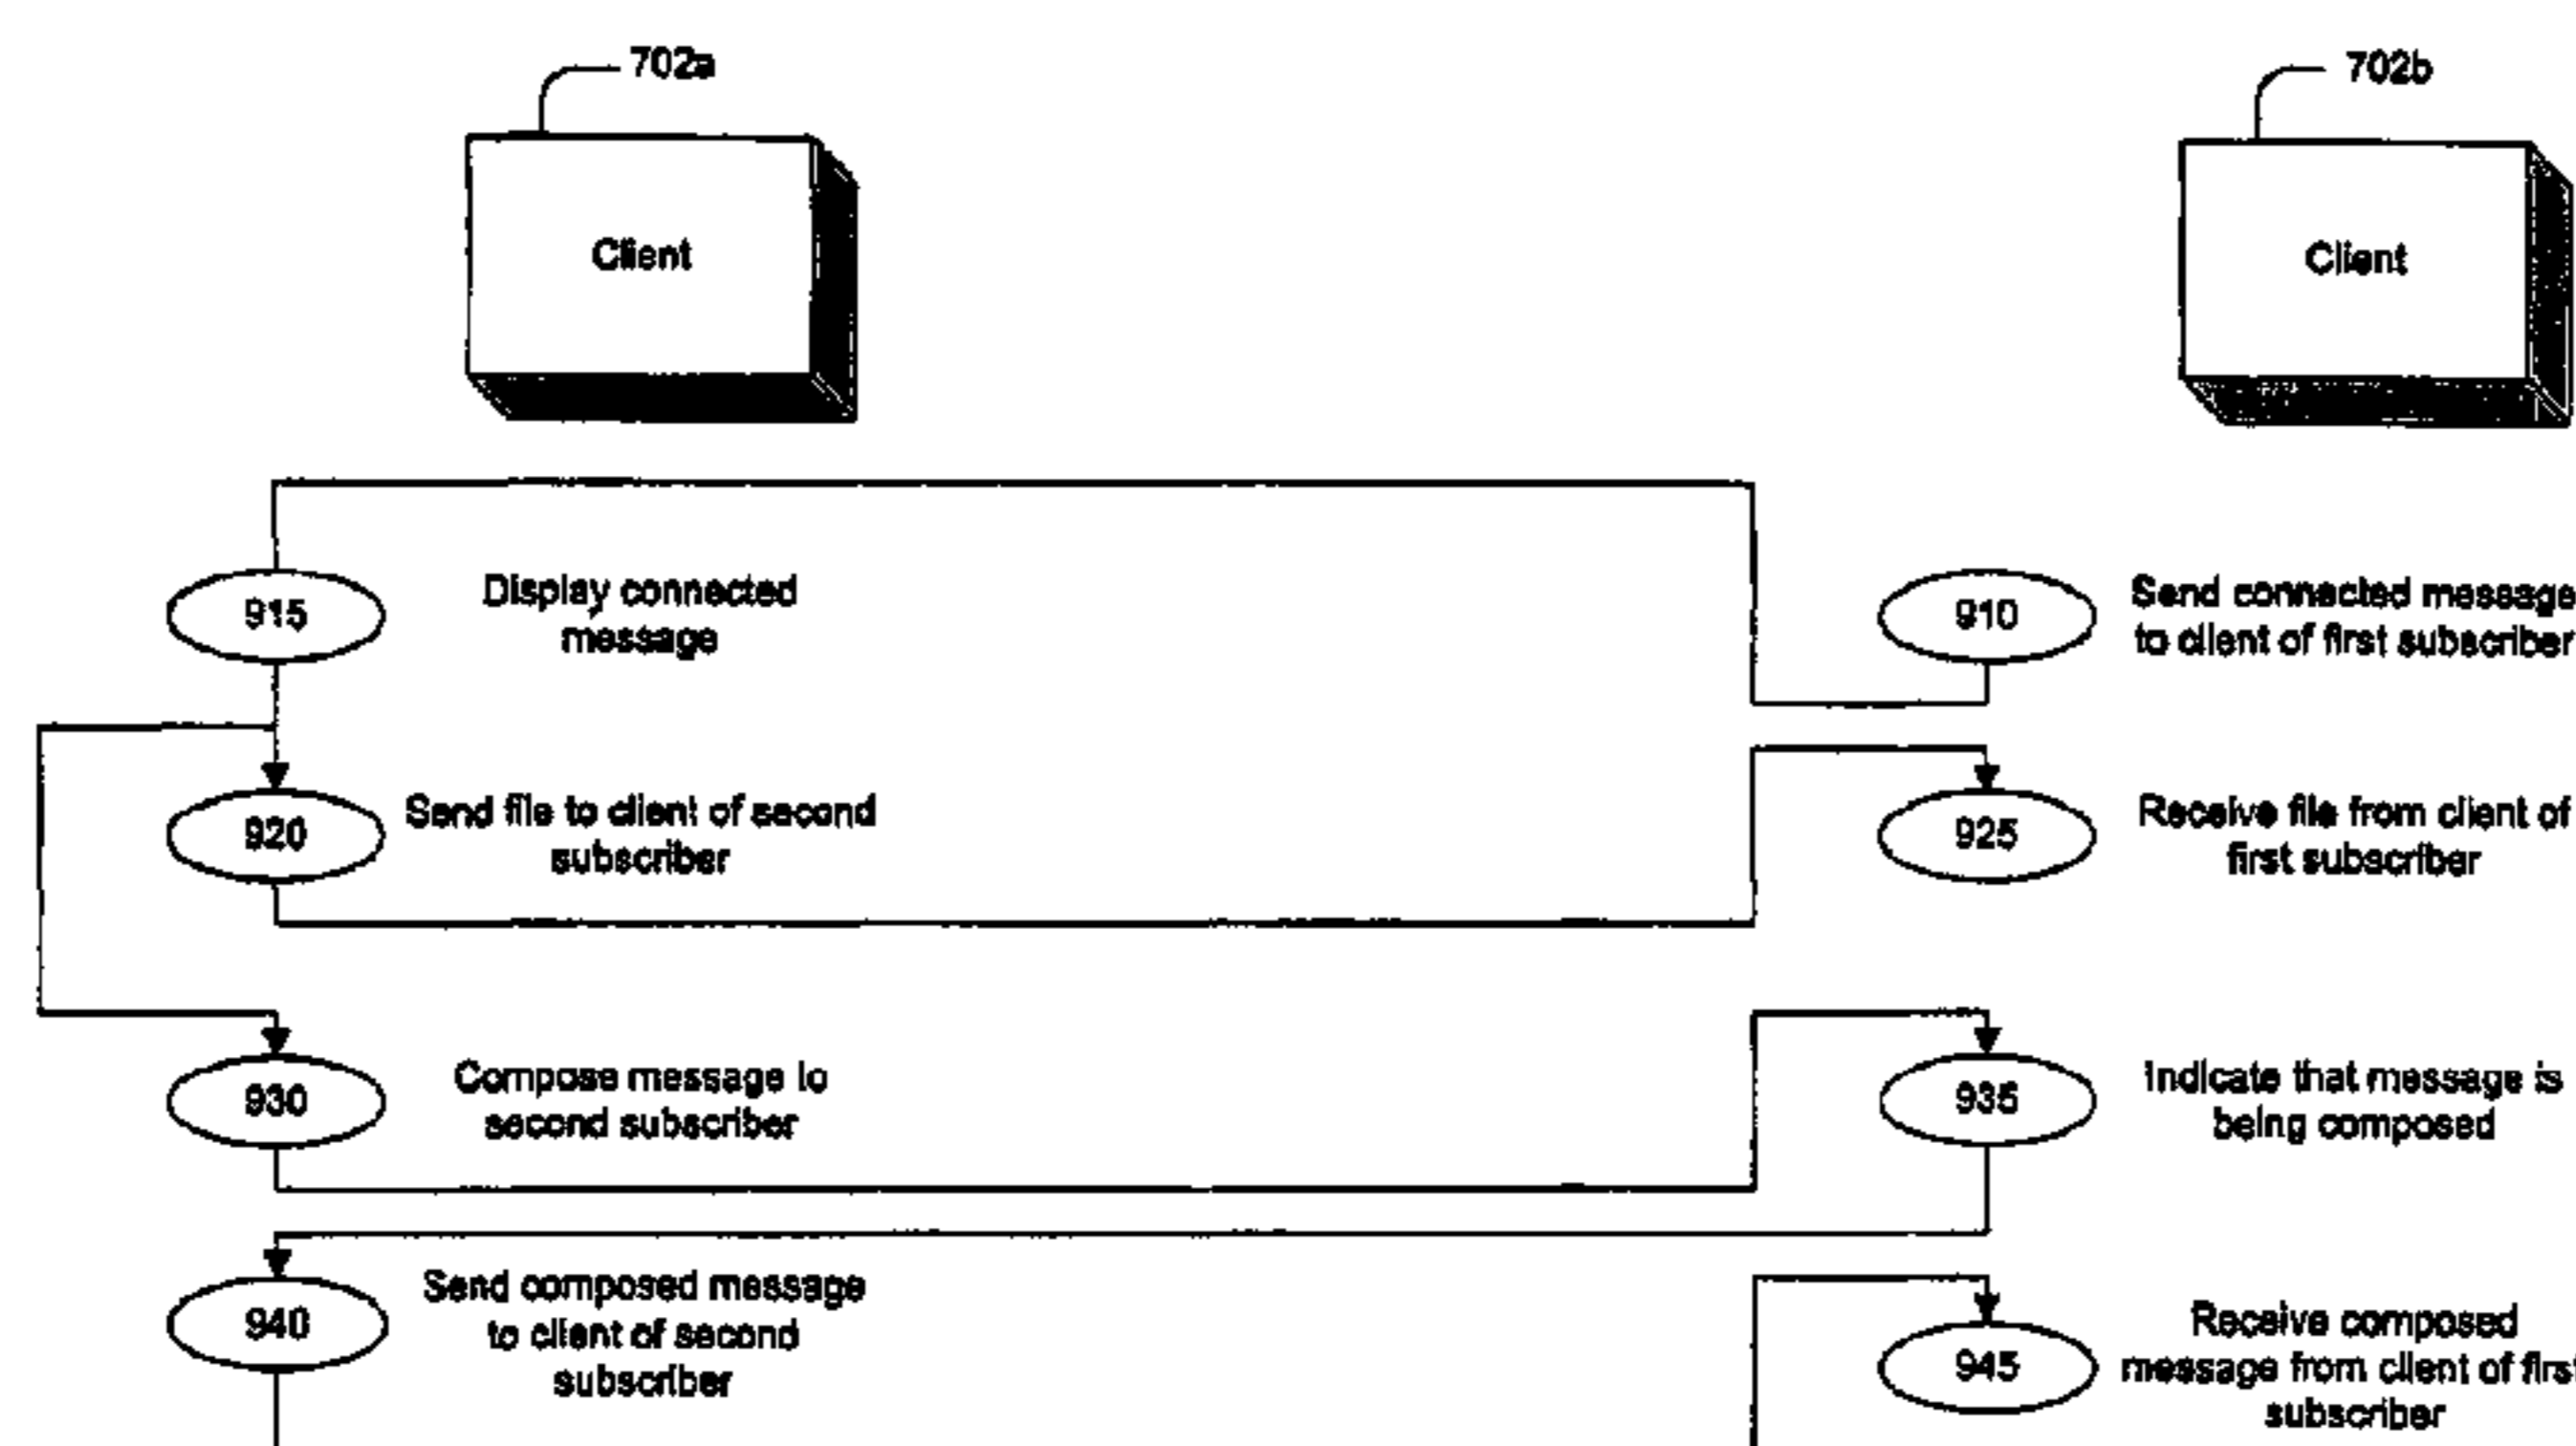 702a
702b
Client
Client
915
Display connected
message
910
Send connected message
to client of first subscriber
920
Send file to client of second
subscriber
925
Receive file from client of
first subscriber
930
Compose message to
second subscriber
935
Indicate that message is
being composed
940
Send composed message
to client of second
subscriber
945
Receive composed
message from client of first
subscriber